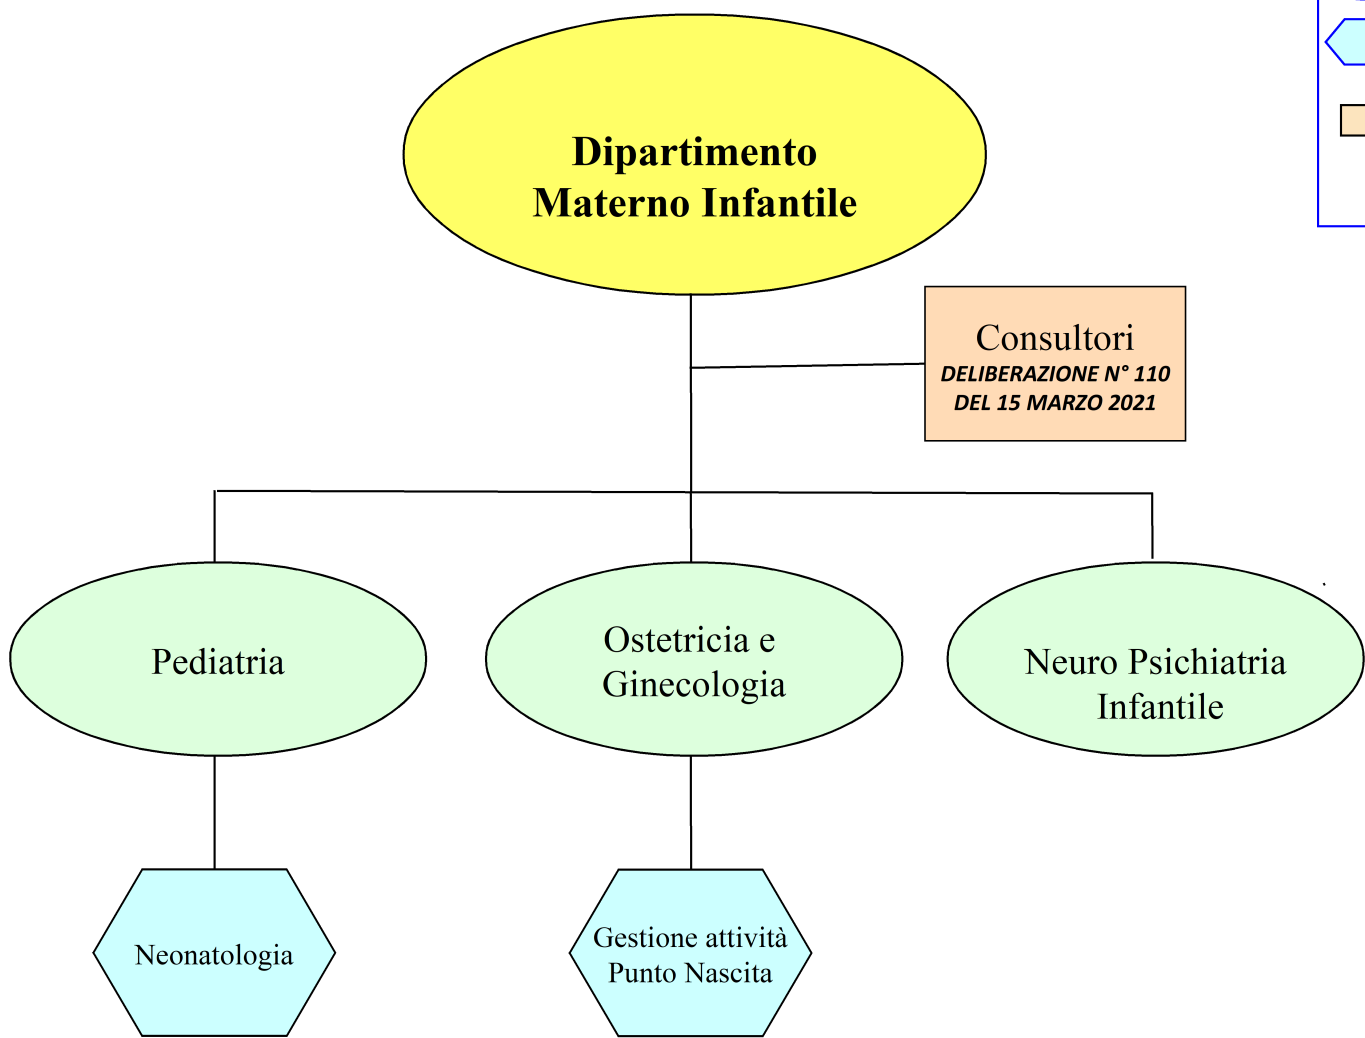 Dipartimento
Materno Infantile
Consultori
DELIBERAZIONE N° 110
DEL 15 MARZO 2021
Pediatria
Ostetricia e
Ginecologia
Neuro Psichiatria
Infantile
Neonatologia
Gestione attività
Punto Nascita